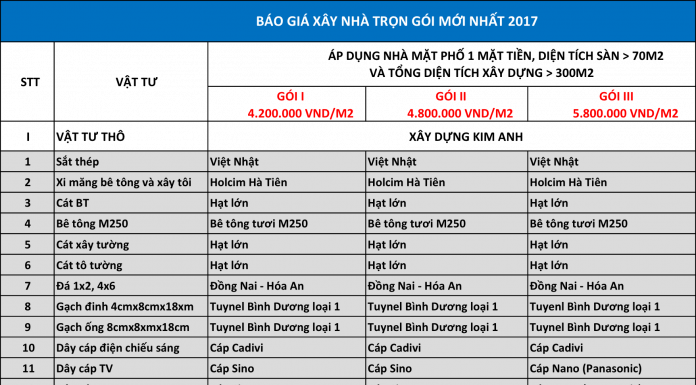 BÁO GIÁ XÂY NHÀ TRỌN GÓI MỚI NHẤT 2017
STT VẬT TƯ ÁP DỤNG NHÀ MẶT PHỐ 1 MẶT TIỀN, DIỆN TÍCH SÀN > 70M2
VÀ TỔNG DIỆN TÍCH XÂY DỰNG > 300M2
GÓI I GÓI II GÓI III
4.200.000 VND/M2 4.800.000 VND/M2 5.800.000 VND/M2
I VẬT TƯ THÔ XÂY DỰNG KIM ANH
1 Sắt thép Việt Nhật Việt Nhật Việt Nhật
2 Xi măng bê tông và xây tôi Holcim Hà Tiên Holcim Hà Tiên Holcim Hà Tiên
3 Cát BT Hạt lớn Hạt lớn Hạt lớn
4 Bê tông M250 Bê tông tươi M250 Bê tông tươi M250 Bê tông tươi M250
5 Cát xây tường Hạt lớn Hạt lớn Hạt lớn
6 Cát tô tường Hạt lớn Hạt lớn Hạt lớn
7 Đá 1x2, 4x6 Đồng Nai - Hóa An Đồng Nai - Hóa An Đồng Nai - Hóa An
8 Gạch đinh 4cmx8cmx18xm Tuynel Bình Dương loại 1 Tuynel Bình Dương loại 1 Tuyenl Bình Dương loại 1
9 Gạch ống 8cmx8xmx18cm Tuynel Bình Dương loại 1 Tuynel Bình Dương loại 1 Tuynel Bình Dương loại 1
10 Dây cáp điện chiếu sáng Cáp Cadivi Cáp Cadivi Cáp Cadivi
11 Dây cáp TV Cáp Sino Cáp Sino Cáp Nano (Panasonic)